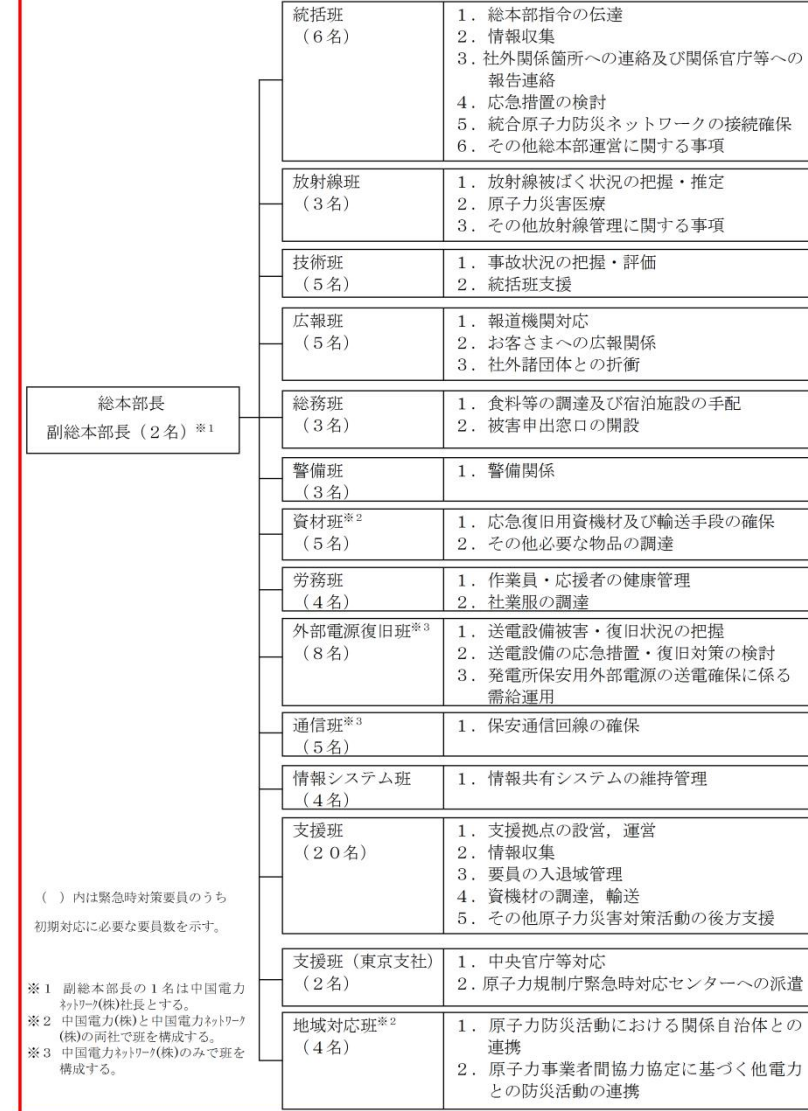 総本部長
副総本部長（２名）※1
統括班
（６名）
１．総本部指令の伝達
２．情報収集
３．社外関係箇所への連絡及び関係官庁等への
報告連絡
４．応急措置の検討
５．統合原子力防災ネットワークの接続確保
６．その他総本部運営に関する事項
放射線班
（３名）
１．放射線被ばく状況の把握・推定
２．原子力災害医療
３．その他放射線管理に関する事項
技術班
（５名）
１．事故状況の把握・評価
２．統括班支援
広報班
（５名）
１．報道機関対応
２．お客さまへの広報関係
３．社外諸団体との折衝
総務班
（３名）
１．食料等の調達及び宿泊施設の手配
２．被害申出窓口の開設
警備班
（３名）
１．警備関係
資材班※2
（５名）
１．応急復旧用資機材及び輸送手段の確保
２．その他必要な物品の調達
労務班
（４名）
１．作業員・応援者の健康管理
２．社業服の調達
外部電源復旧班※3
（８名）
１．送電設備被害・復旧状況の把握
２．送電設備の応急措置・復旧対策の検討
３．発電所保安用外部電源の送電確保に係る
需給運用
通信班※3
（５名）
１．保安通信回線の確保
情報システム班
（４名）
１．情報共有システムの維持管理
支援班
（２０名）
１．支援拠点の設営，運営
２．情報収集
３．要員の入退域管理
４．資機材の調達，輸送
５．その他原子力災害対策活動の後方支援
支援班（東京支社）
（２名）
１．中央官庁等対応
２．原子力規制庁緊急時対応センターへの派遣
地域対応班※2
（４名）
１．原子力防災活動における関係自治体との
連携
２．原子力事業者間協力協定に基づく他電力
との防災活動の連携
（　）内は緊急時対策要員のうち
初期対応に必要な要員数を示す。
※１　副総本部長の１名は中国電力
ﾈｯﾄﾜｰｸ(株)社長とする。
※２　中国電力(株)と中国電力ﾈｯﾄﾜｰｸ
(株)の両社で班を構成する。
※３　中国電力ﾈｯﾄﾜｰｸ(株)のみで班を
構成する。